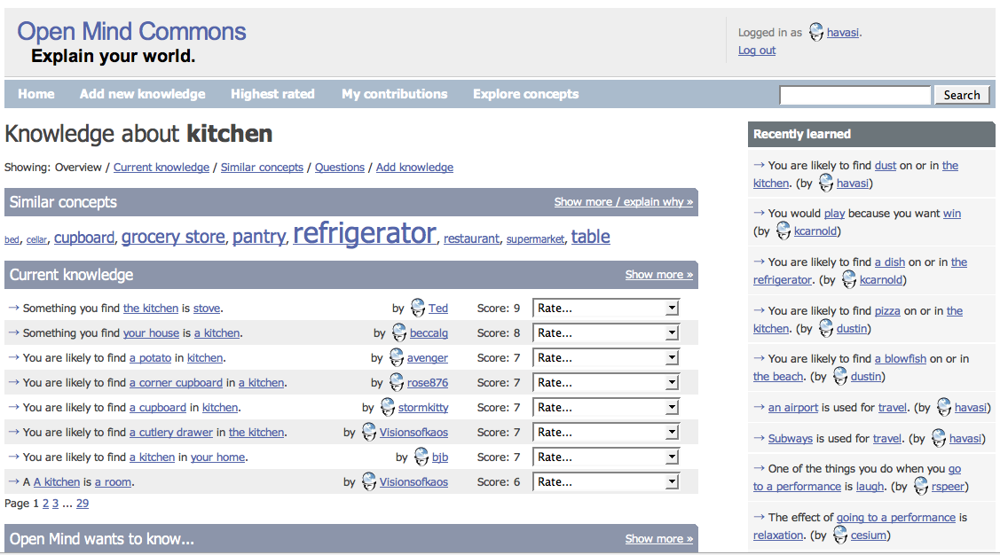 Open Mind Commons
Explain your world.
Logged in as havasi.
Log out
Home Add new knowledge Highest rated My contributions Explore concepts Search
Knowledge about kitchen
Showing: Overview / Current knowledge / Similar concepts / Questions / Add knowledge
Similar concepts Show more / explain why »
bed, cellar, cupboard, grocery store, pantry, refrigerator, restaurant, supermarket, table
Current knowledge Show more »
→ Something you find the kitchen is stove. by Ted Score: 9 Rate...
→ Something you find your house is a kitchen. by beccalg Score: 8 Rate...
→ You are likely to find a potato in kitchen. by avenger Score: 7 Rate...
→ You are likely to find a corner cupboard in a kitchen. by rose876 Score: 7 Rate...
→ You are likely to find a cupboard in kitchen. by stormkitty Score: 7 Rate...
→ You are likely to find a cutlery drawer in the kitchen. by Visionsofkaos Score: 7 Rate...
→ You are likely to find a kitchen in your home. by bjb Score: 7 Rate...
→ A A kitchen is a room. by Visionsofkaos Score: 6 Rate...
Page 1 2 3 ... 29
Open Mind wants to know... Show more »
Recently learned
→ You are likely to find dust on or in the
kitchen. (by havasi)
→ You would play because you want win
(by kcarnold)
→ You are likely to find a dish on or in the
refrigerator. (by kcarnold)
→ You are likely to find pizza on or in the
kitchen. (by dustin)
→ You are likely to find a blowfish on or in
the beach. (by dustin)
→ an airport is used for travel. (by havasi)
→ Subways is used for travel. (by havasi)
→ One of the things you do when you go
to a performance is laugh. (by rspeer)
→ The effect of going to a performance is
relaxation. (by cesium)